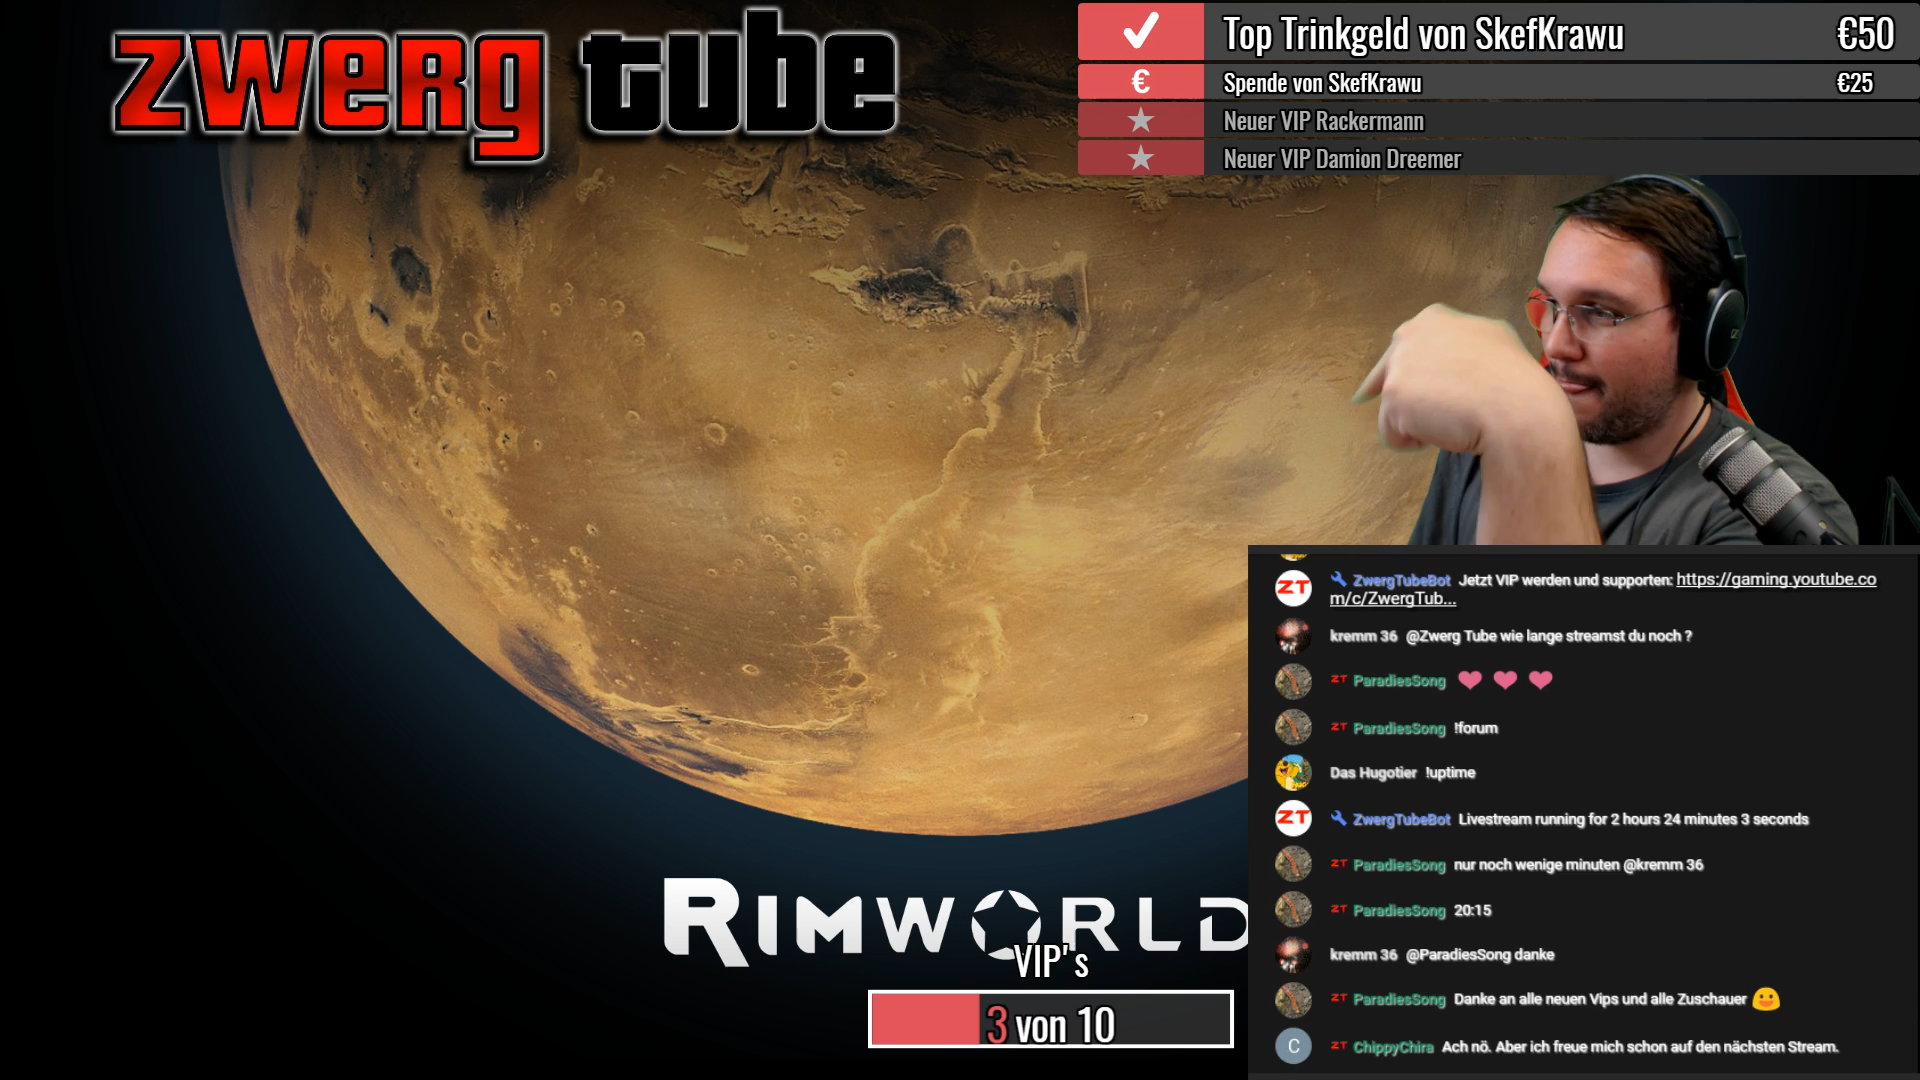 zwerg tube
Top Trinkgeld von SkefKrawu €50
€ Spende von SkefKrawu €25
Neuer VIP Rackermann
Neuer VIP Damion Dreemer
ZT ZwergTubeBot Jetzt VIP werden und supporten: https://gaming.youtube.co
m/c/ZwergTub...
kremm 36 @Zwerg Tube wie lange streamst du noch ?
ZT ParadiesSong
ZT ParadiesSong !forum
Das Hugotier !uptime
ZT ZwergTubeBot Livestream running for 2 hours 24 minutes 3 seconds
ZT ParadiesSong nur noch wenige minuten @kremm 36
ZT ParadiesSong 20:15
kremm 36 @ParadiesSong danke
ZT ParadiesSong Danke an alle neuen Vips und alle Zuschauer
C ZT ChippyChira Ach nö. Aber ich freue mich schon auf den nächsten Stream.
RIMWORLD
VIP's
3 von 10